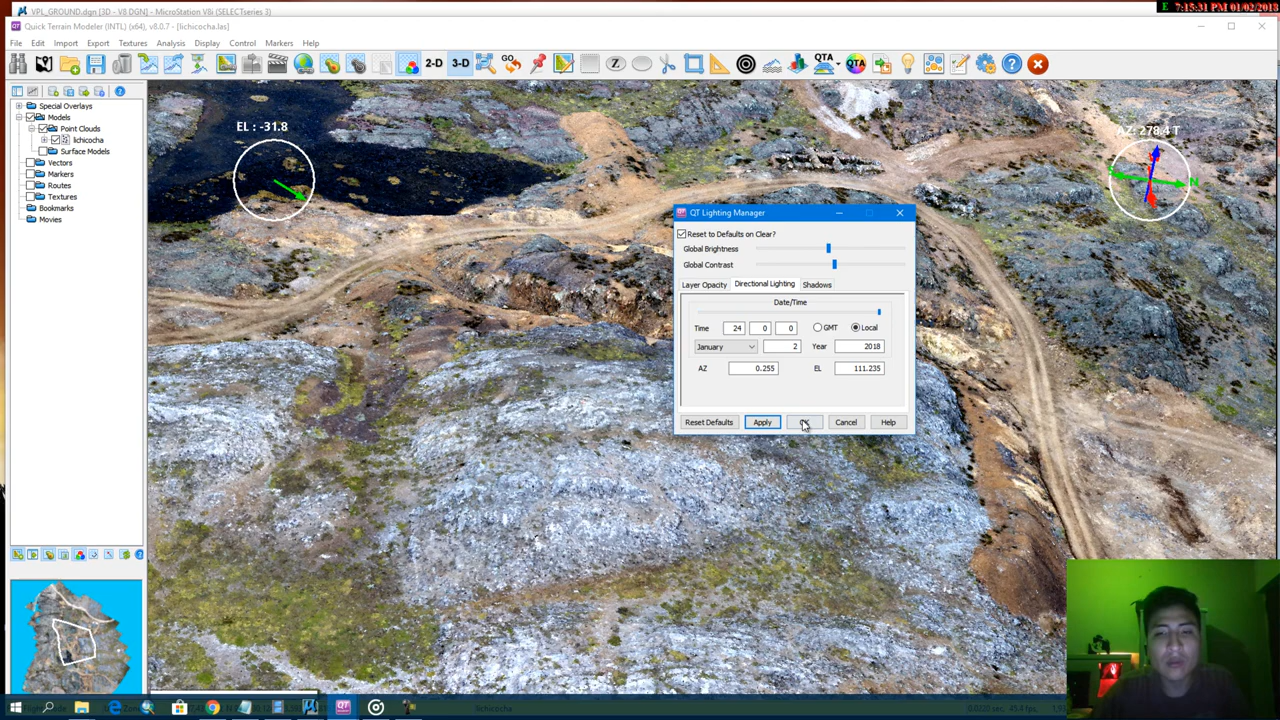 VPL_GROUND.dgn [3D - V8 DGN] - MicroStation V8i (SELECTseries 3)
E 7:15:31 PM 01/02/2018
QT Quick Terrain Modeler (INTL) (x64), v8.0.7 - [lichicocha.las]
File Edit Import Export Textures Analysis Display Control Markers Help
2-D 3-D GO Z QTA QTA
Special Overlays
Models
Point Clouds
lichicocha
Surface Models
Vectors
Markers
Routes
Textures
Bookmarks
Movies
EL : -31.8
AZ: 278.4 T
N
QT Lighting Manager
Reset to Defaults on Clear?
Global Brightness
Global Contrast
Layer Opacity Directional Lighting Shadows
Date/Time
Time 24 0 0 GMT Local
January 2 Year 2018
AZ 0.255 EL 111.235
Reset Defaults Apply Cancel Help
lichicocha